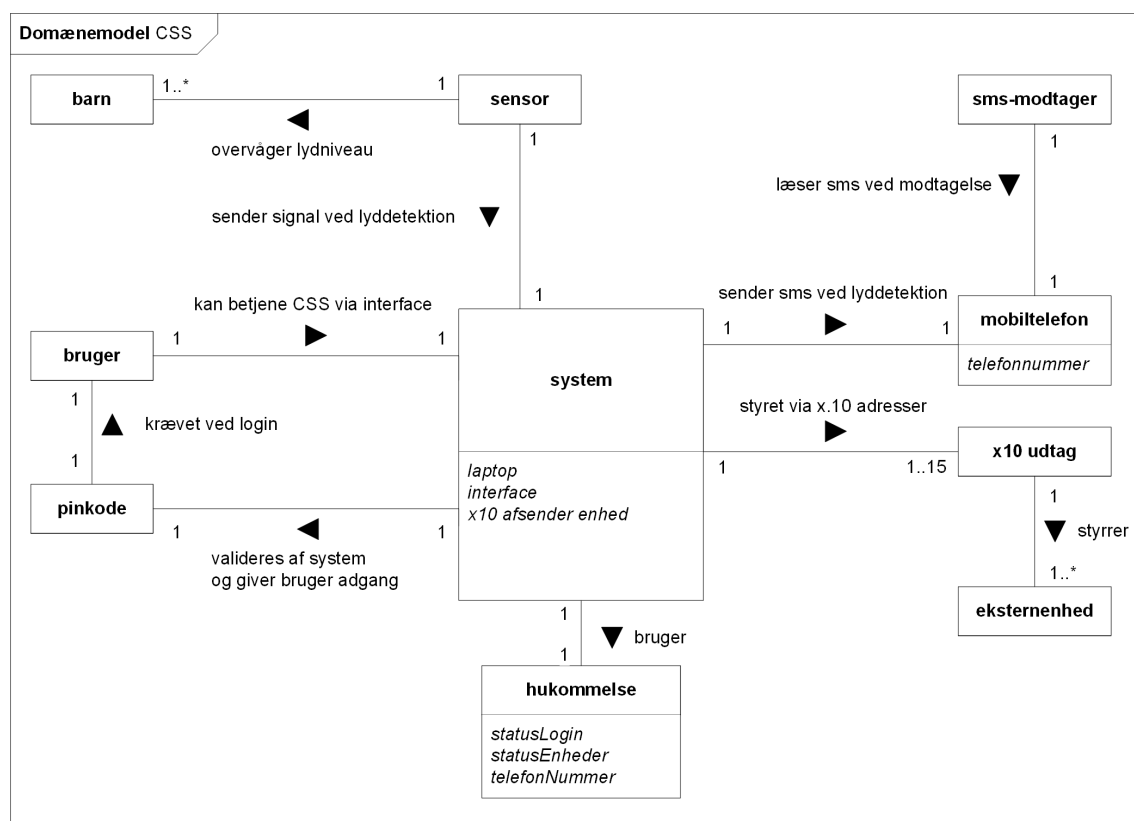 Domænemodel CSS
barn
1..*
1
sensor
overvåger lydniveau
sms-modtager
1
1
læser sms ved modtagelse
sender signal ved lyddetektion
1
1
kan betjene CSS via interface
sender sms ved lyddetektion
bruger
1
1
system
1
1
mobiltelefon
telefonnummer
1
krævet ved login
1
styret via x.10 adresser
1
1..15
x10 udtag
laptop
interface
x10 afsender enhed
pinkode
1
1
valideres af system
og giver bruger adgang
1
styrrer
1..*
eksternenhed
1
bruger
1
hukommelse
statusLogin
statusEnheder
telefonNummer